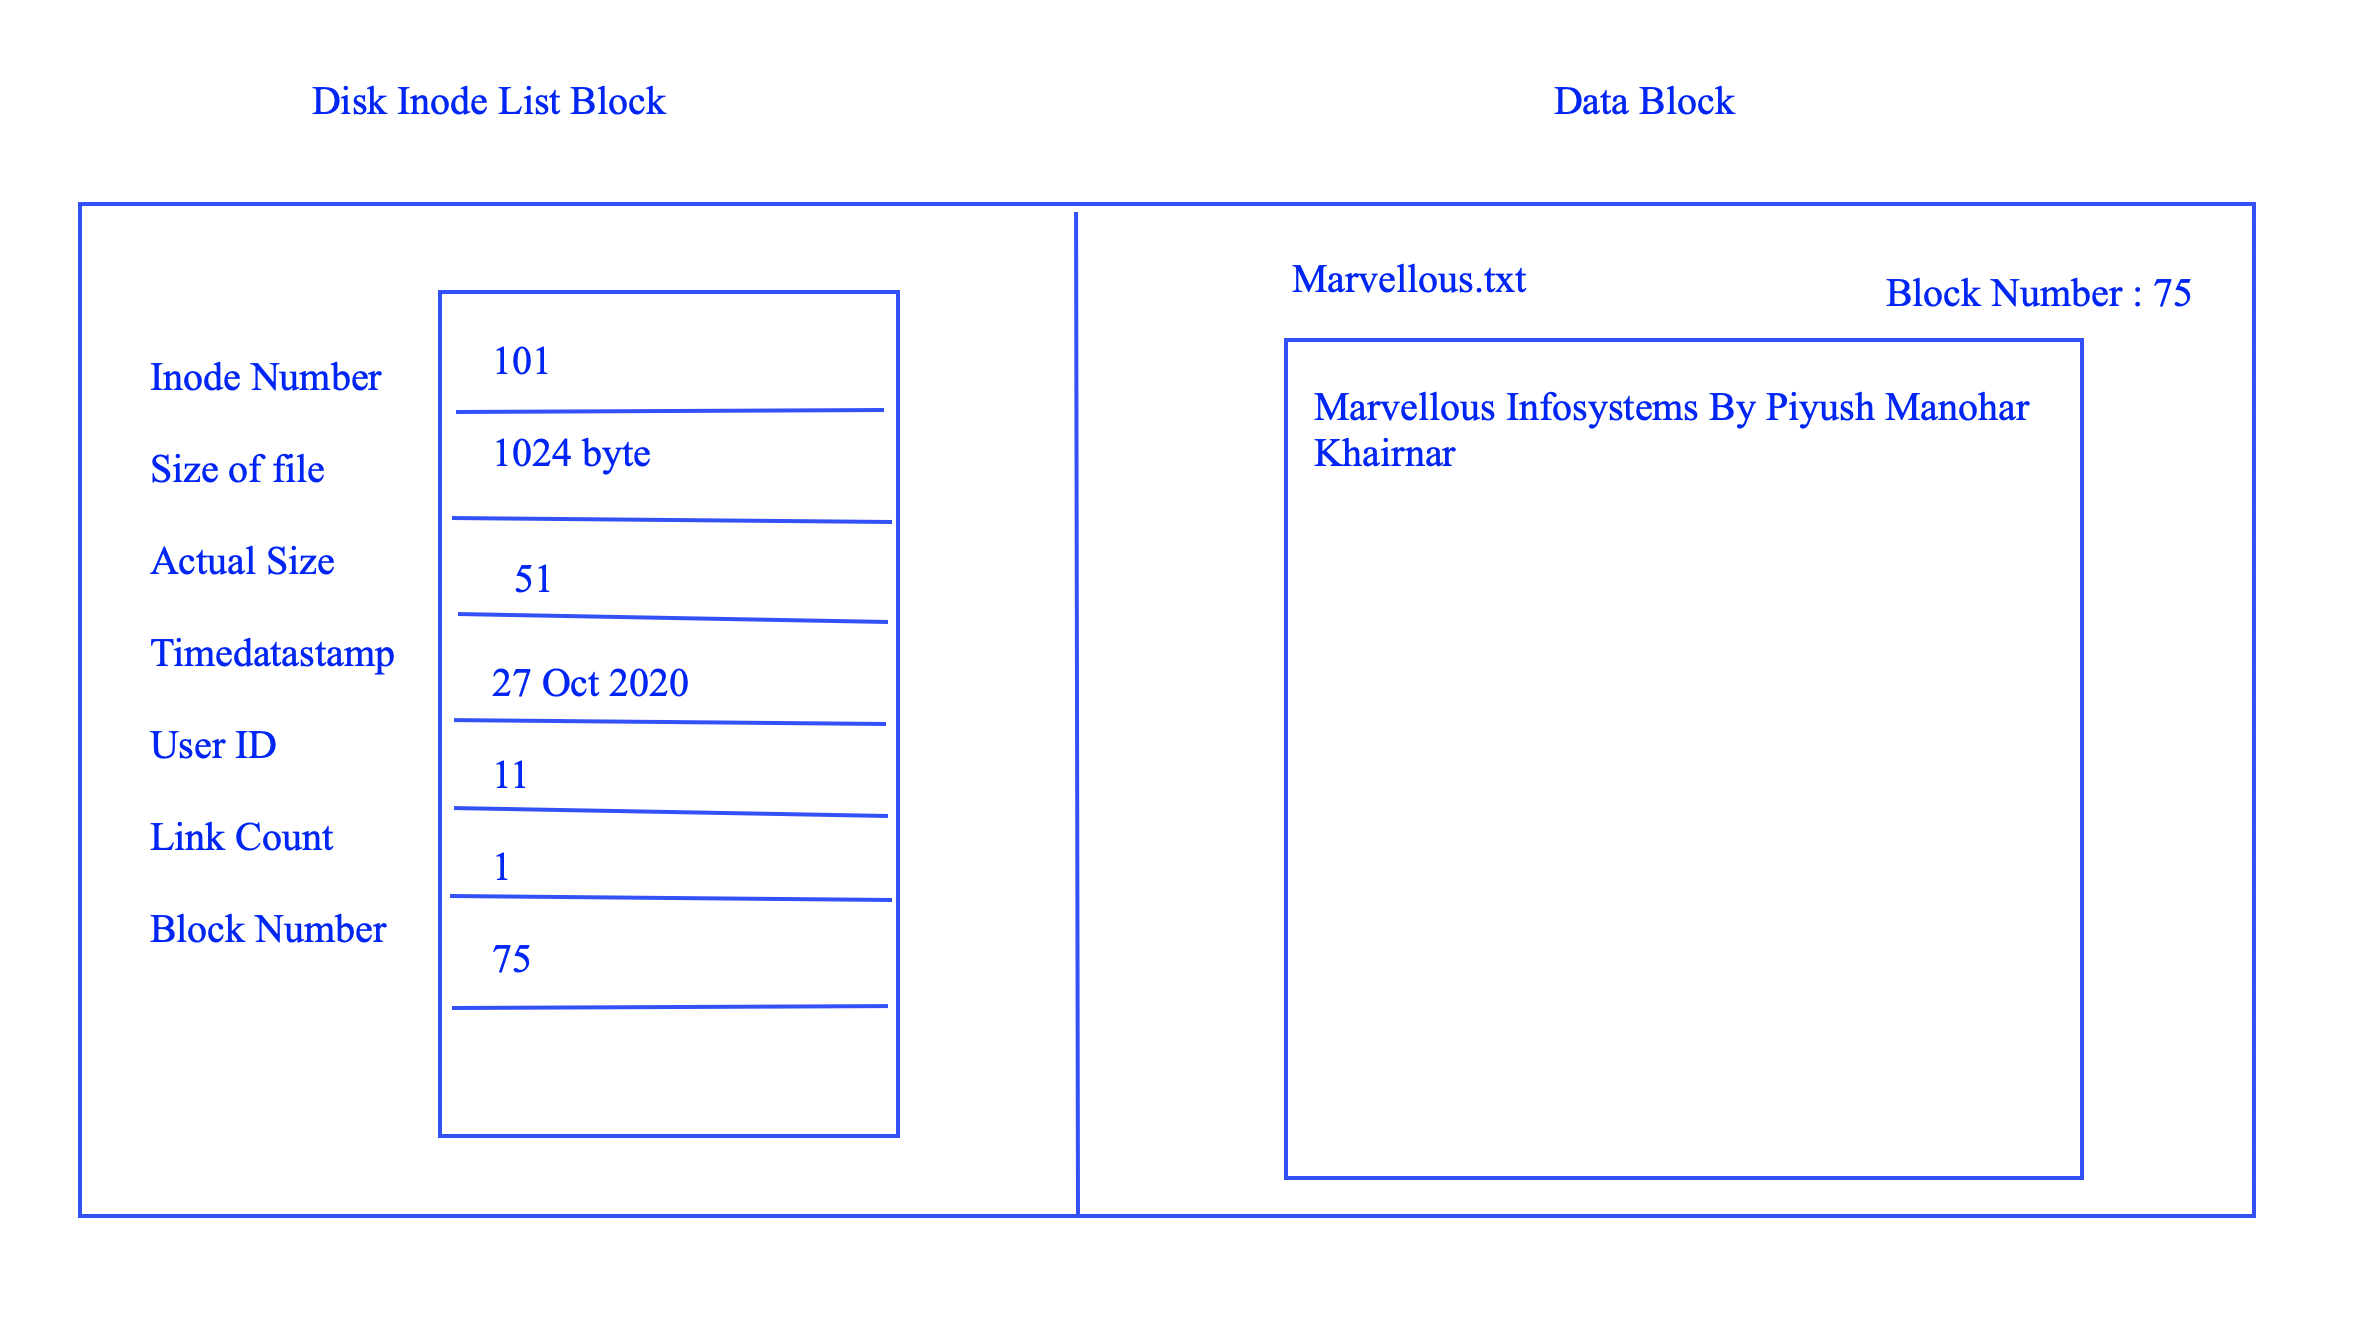 Disk Inode List Block
Data Block
Inode Number
101
Size of file
1024 byte
Actual Size
51
Timedatastamp
27 Oct 2020
User ID
11
Link Count
1
Block Number
75
Marvellous.txt
Block Number : 75
Marvellous Infosystems By Piyush Manohar
Khairnar